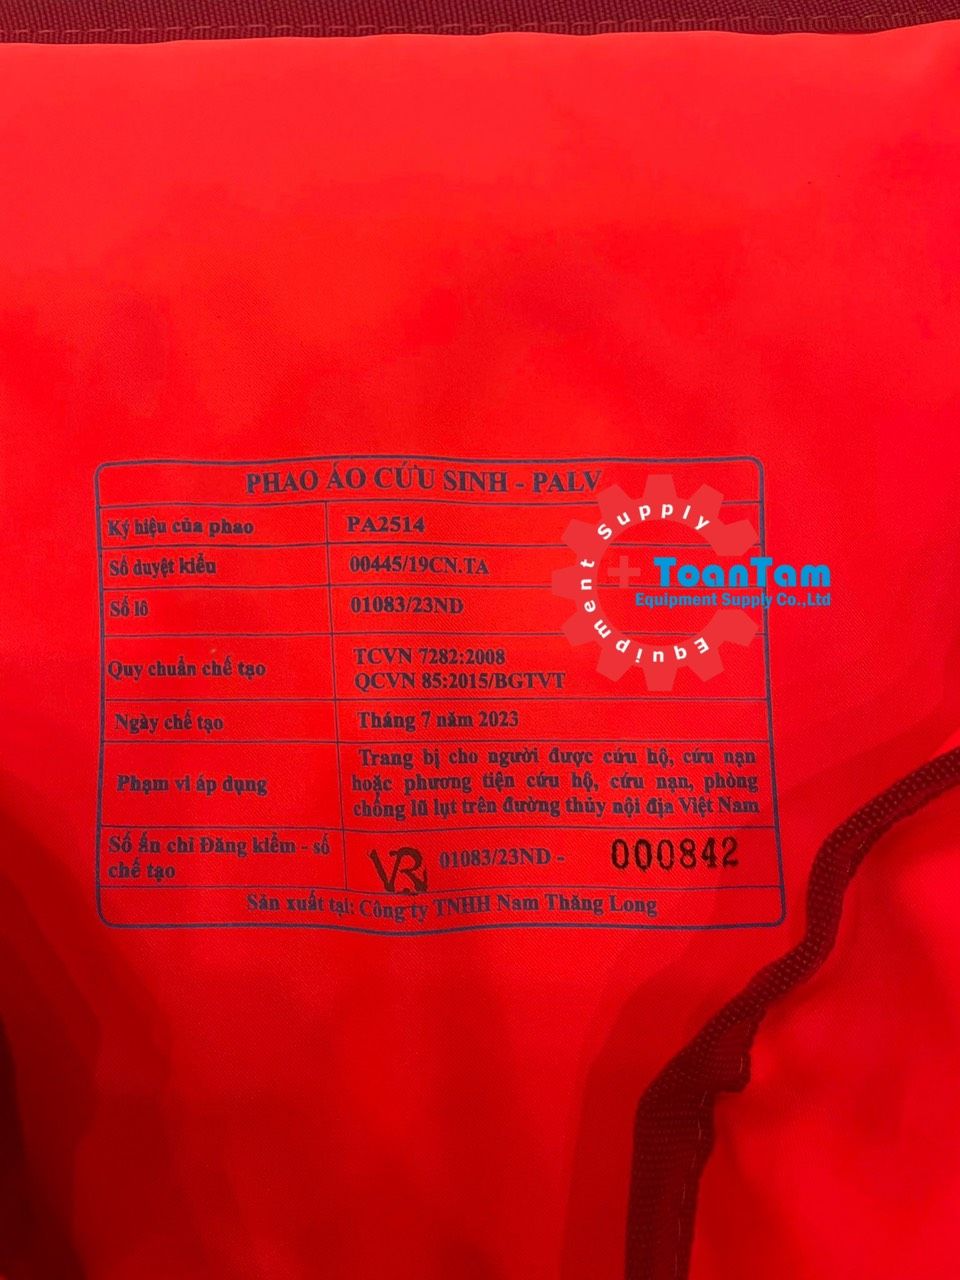 PHAO ÁO CỨU SINH - PALV
Ký hiệu của phao PA2514
Số duyệt kiểu 00445/19CN.TA
Số lô 01083/23ND
Quy chuẩn chế tạo TCVN 7282:2008
QCVN 85:2015/BGTVT
Ngày chế tạo Tháng 7 năm 2023
Phạm vi áp dụng Trang bị cho người được cứu hộ, cứu nạn
hoặc phương tiện cứu hộ, cứu nạn, phòng
chống lũ lụt trên đường thủy nội địa Việt Nam
Số ấn chỉ Đăng kiểm - số
chế tạo
VR 01083/23ND - 000842
Sản xuất tại: Công ty TNHH Nam Thăng Long
Equipment Supply
ToanTam
Equipment Supply Co.,Ltd